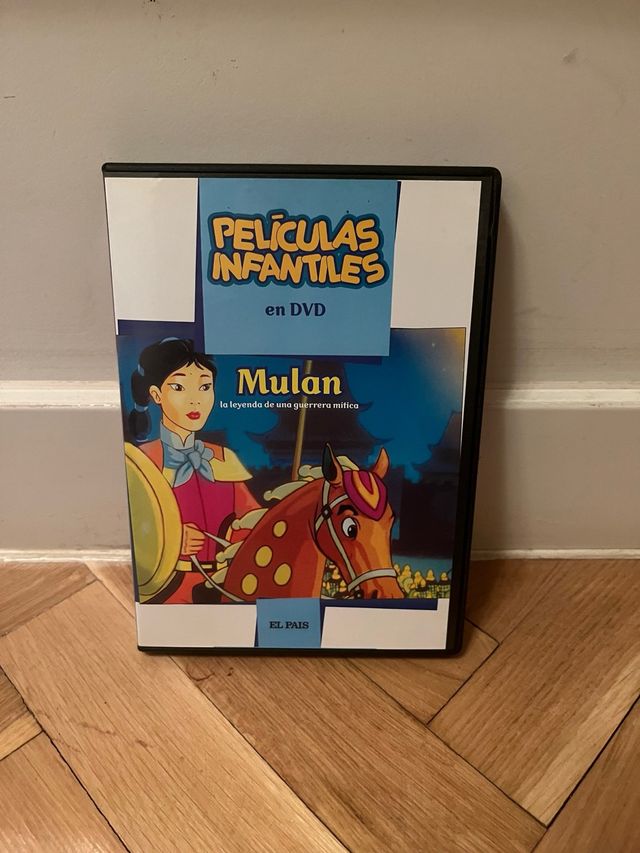 PELÍCULAS
INFANTILES
en DVD
Mulan
la leyenda de una guerrera mítica
EL PAIS